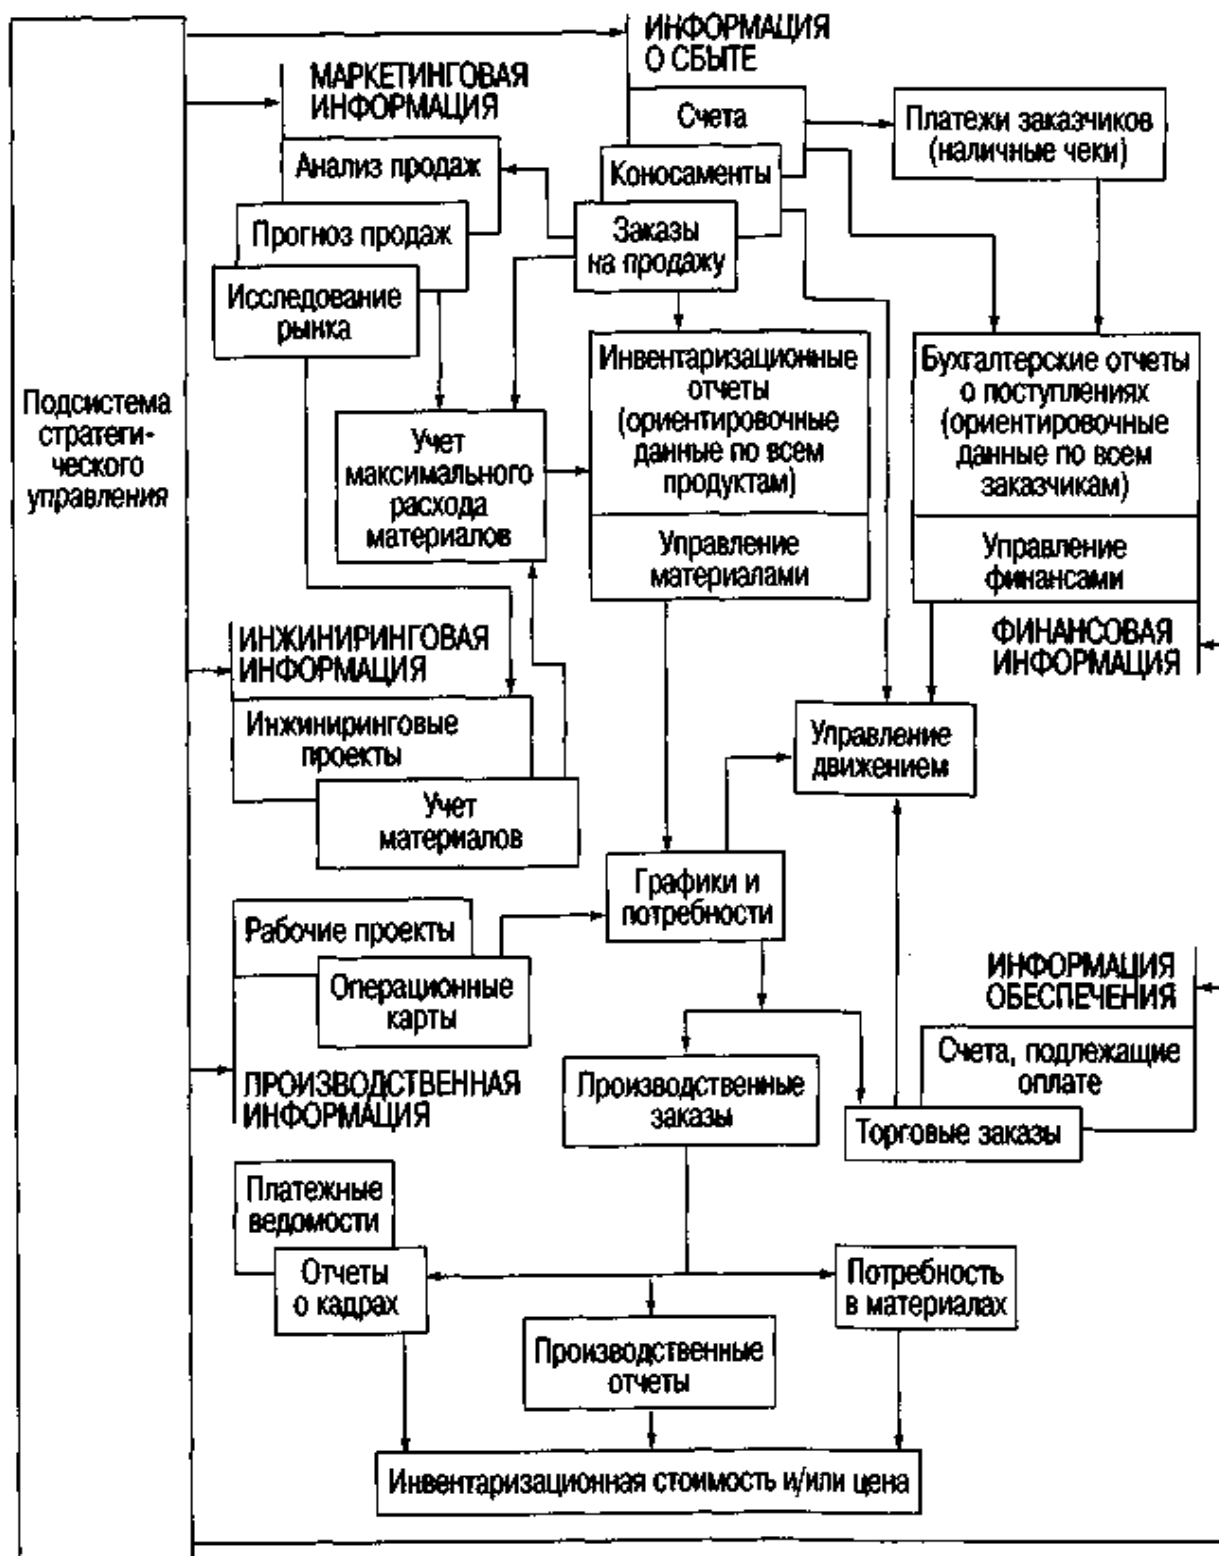 ИНФОРМАЦИЯ
О СБЫТЕ
МАРКЕТИНГОВАЯ
ИНФОРМАЦИЯ
Счета
Платежи заказчиков
(наличные чеки)
Анализ продаж
Коносаменты
Прогноз продаж
Заказы
на продажу
Исследование
рынка
Инвентаризационные
отчеты
(ориентировочные
данные по всем
продуктам)
Бухгалтерские отчеты
о поступлениях
(ориентировочные
данные по всем
заказчикам)
Подсистема
стратеги-
ческого
управления
Учет
максимального
расхода
материалов
Управление
материалами
Управление
финансами
ИНЖИНИРИНГОВАЯ
ИНФОРМАЦИЯ
ФИНАНСОВАЯ
ИНФОРМАЦИЯ
Инжиниринговые
проекты
Управление
движением
Учет
материалов
Графики и
потребности
Рабочие проекты
Операционные
карты
ИНФОРМАЦИЯ
ОБЕСПЕЧЕНИЯ
Счета, подлежащие
оплате
ПРОИЗВОДСТВЕННАЯ
ИНФОРМАЦИЯ
Производственные
заказы
Торговые заказы
Платежные
ведомости
Отчеты
о кадрах
Потребность
в материалах
Производственные
отчеты
Инвентаризационная стоимость и/или цена